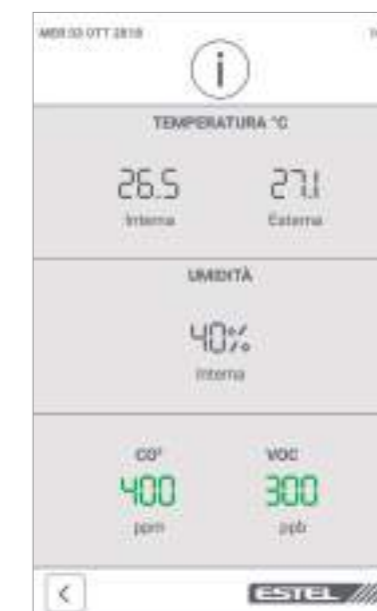 MER 03 OTT 2018
i
TEMPERATURA °C
26.5 27.1
Interna Esterna
UMIDITÀ
40%
Interna
CO² VOC
400 300
ppm ppb
< ESTEL